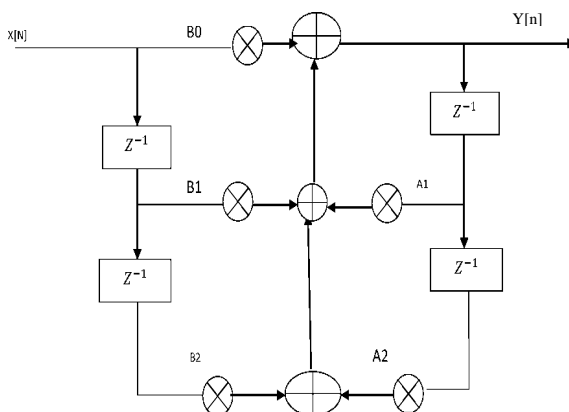 X[N] B0 Y[n]
Z⁻¹ Z⁻¹
B1 A1
Z⁻¹ Z⁻¹
B2 A2